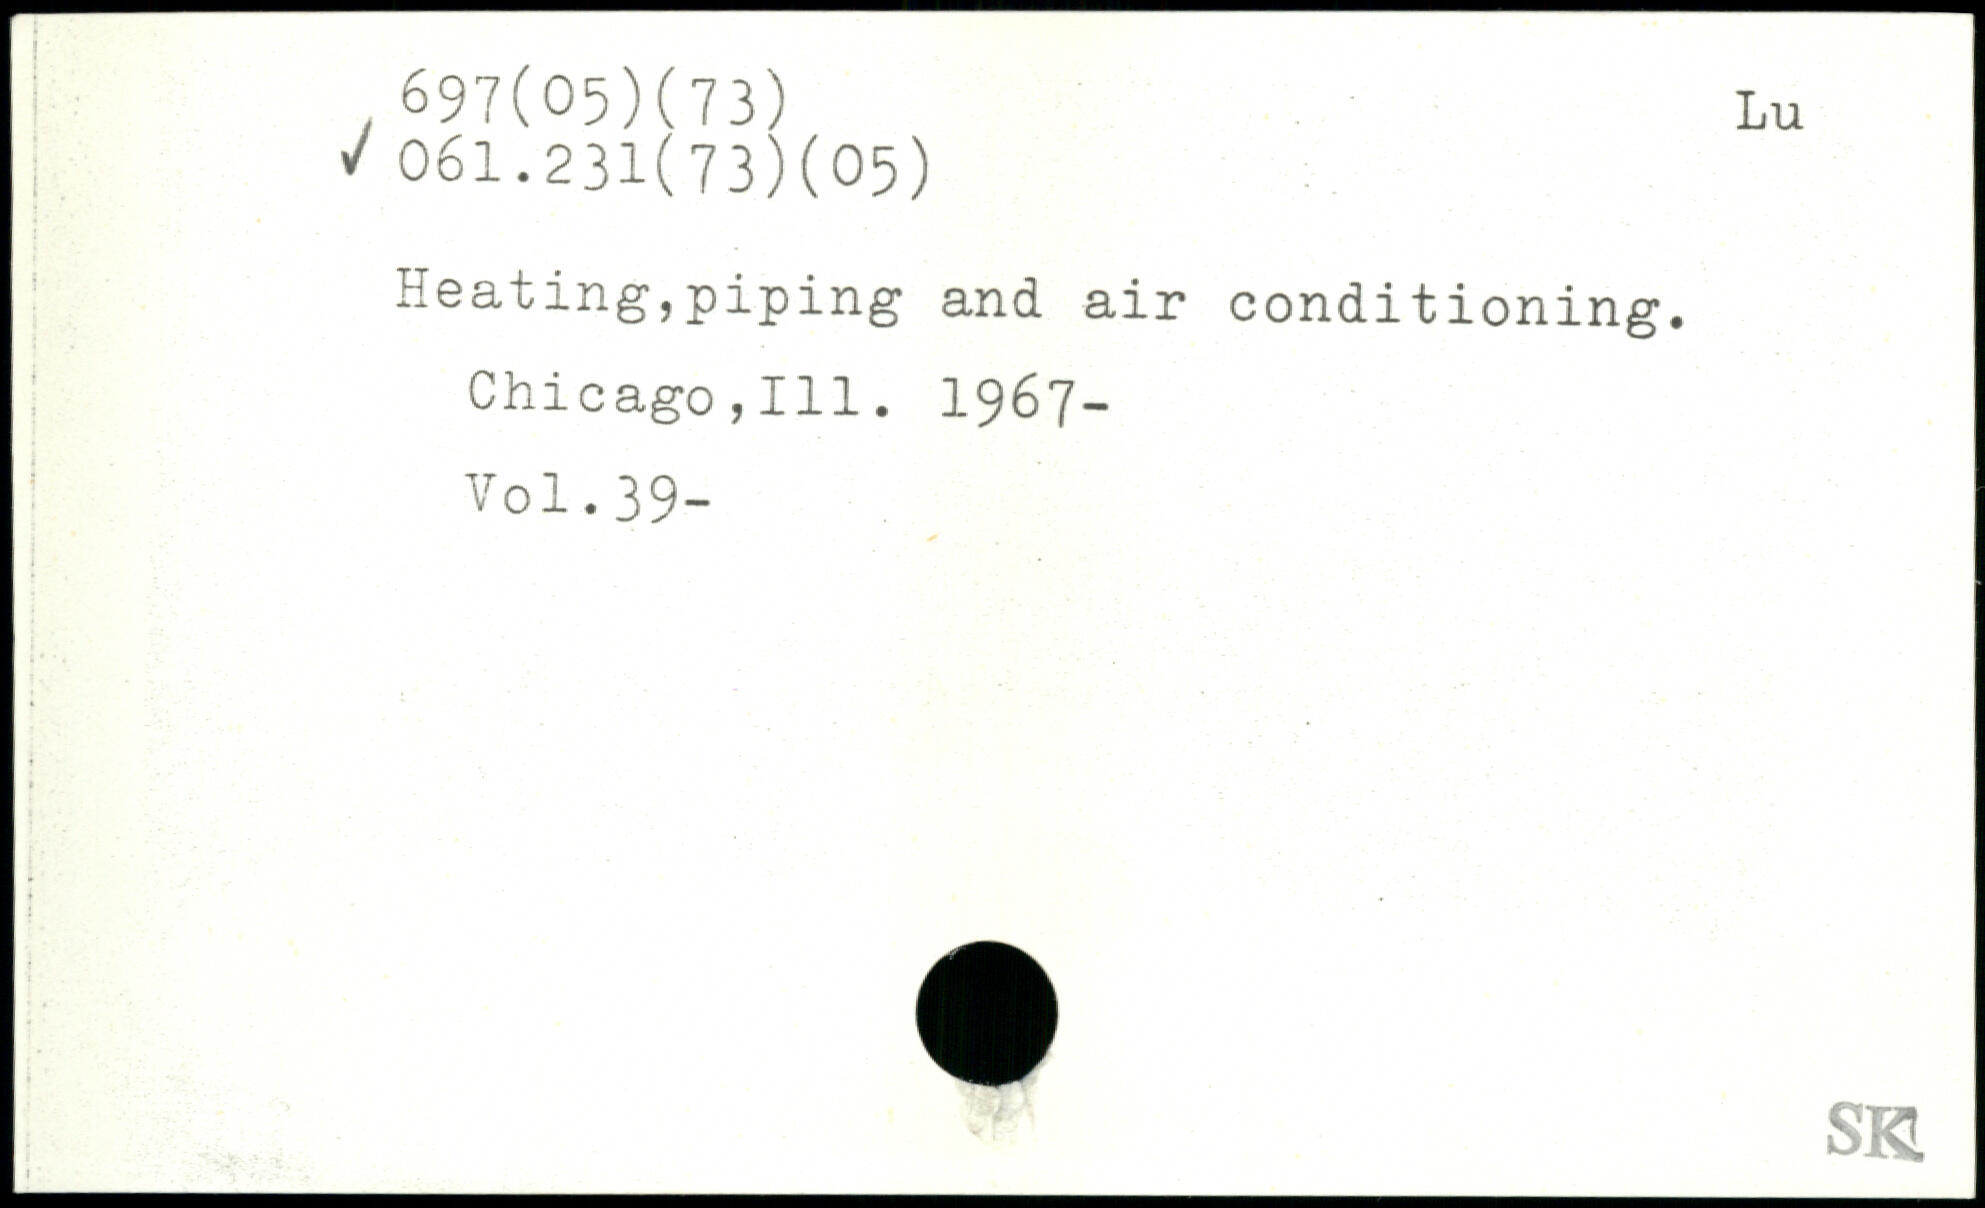 697(05)(73)
Lu
✓ 061.231(73)(05)
Heating,piping and air conditioning.
Chicago,Ill. 1967-
Vol.39-
SK